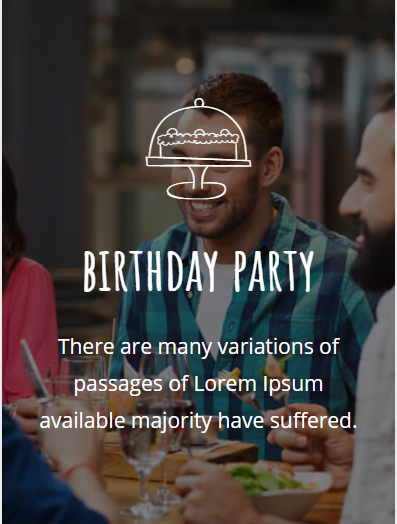 BIRTHDAY PARTY
There are many variations of
passages of Lorem Ipsum
available majority have suffered.